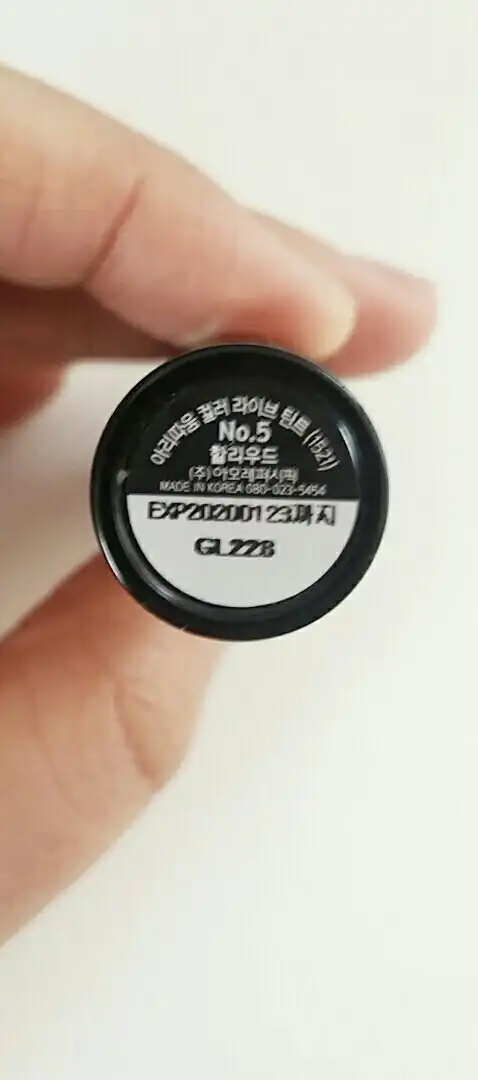 아리따움 컬러 라이브 틴트 (152I)
No.5
할리우드
(주)아모레퍼시픽
MADE IN KOREA 080-023-5454
EXP20200123까지
GL228